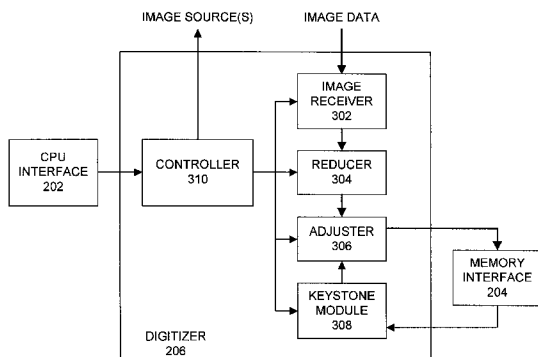 IMAGE SOURCE(S)
IMAGE DATA
IMAGE
RECEIVER
302
CPU
INTERFACE
202
CONTROLLER
310
REDUCER
304
ADJUSTER
306
MEMORY
INTERFACE
204
KEYSTONE
MODULE
308
DIGITIZER
206